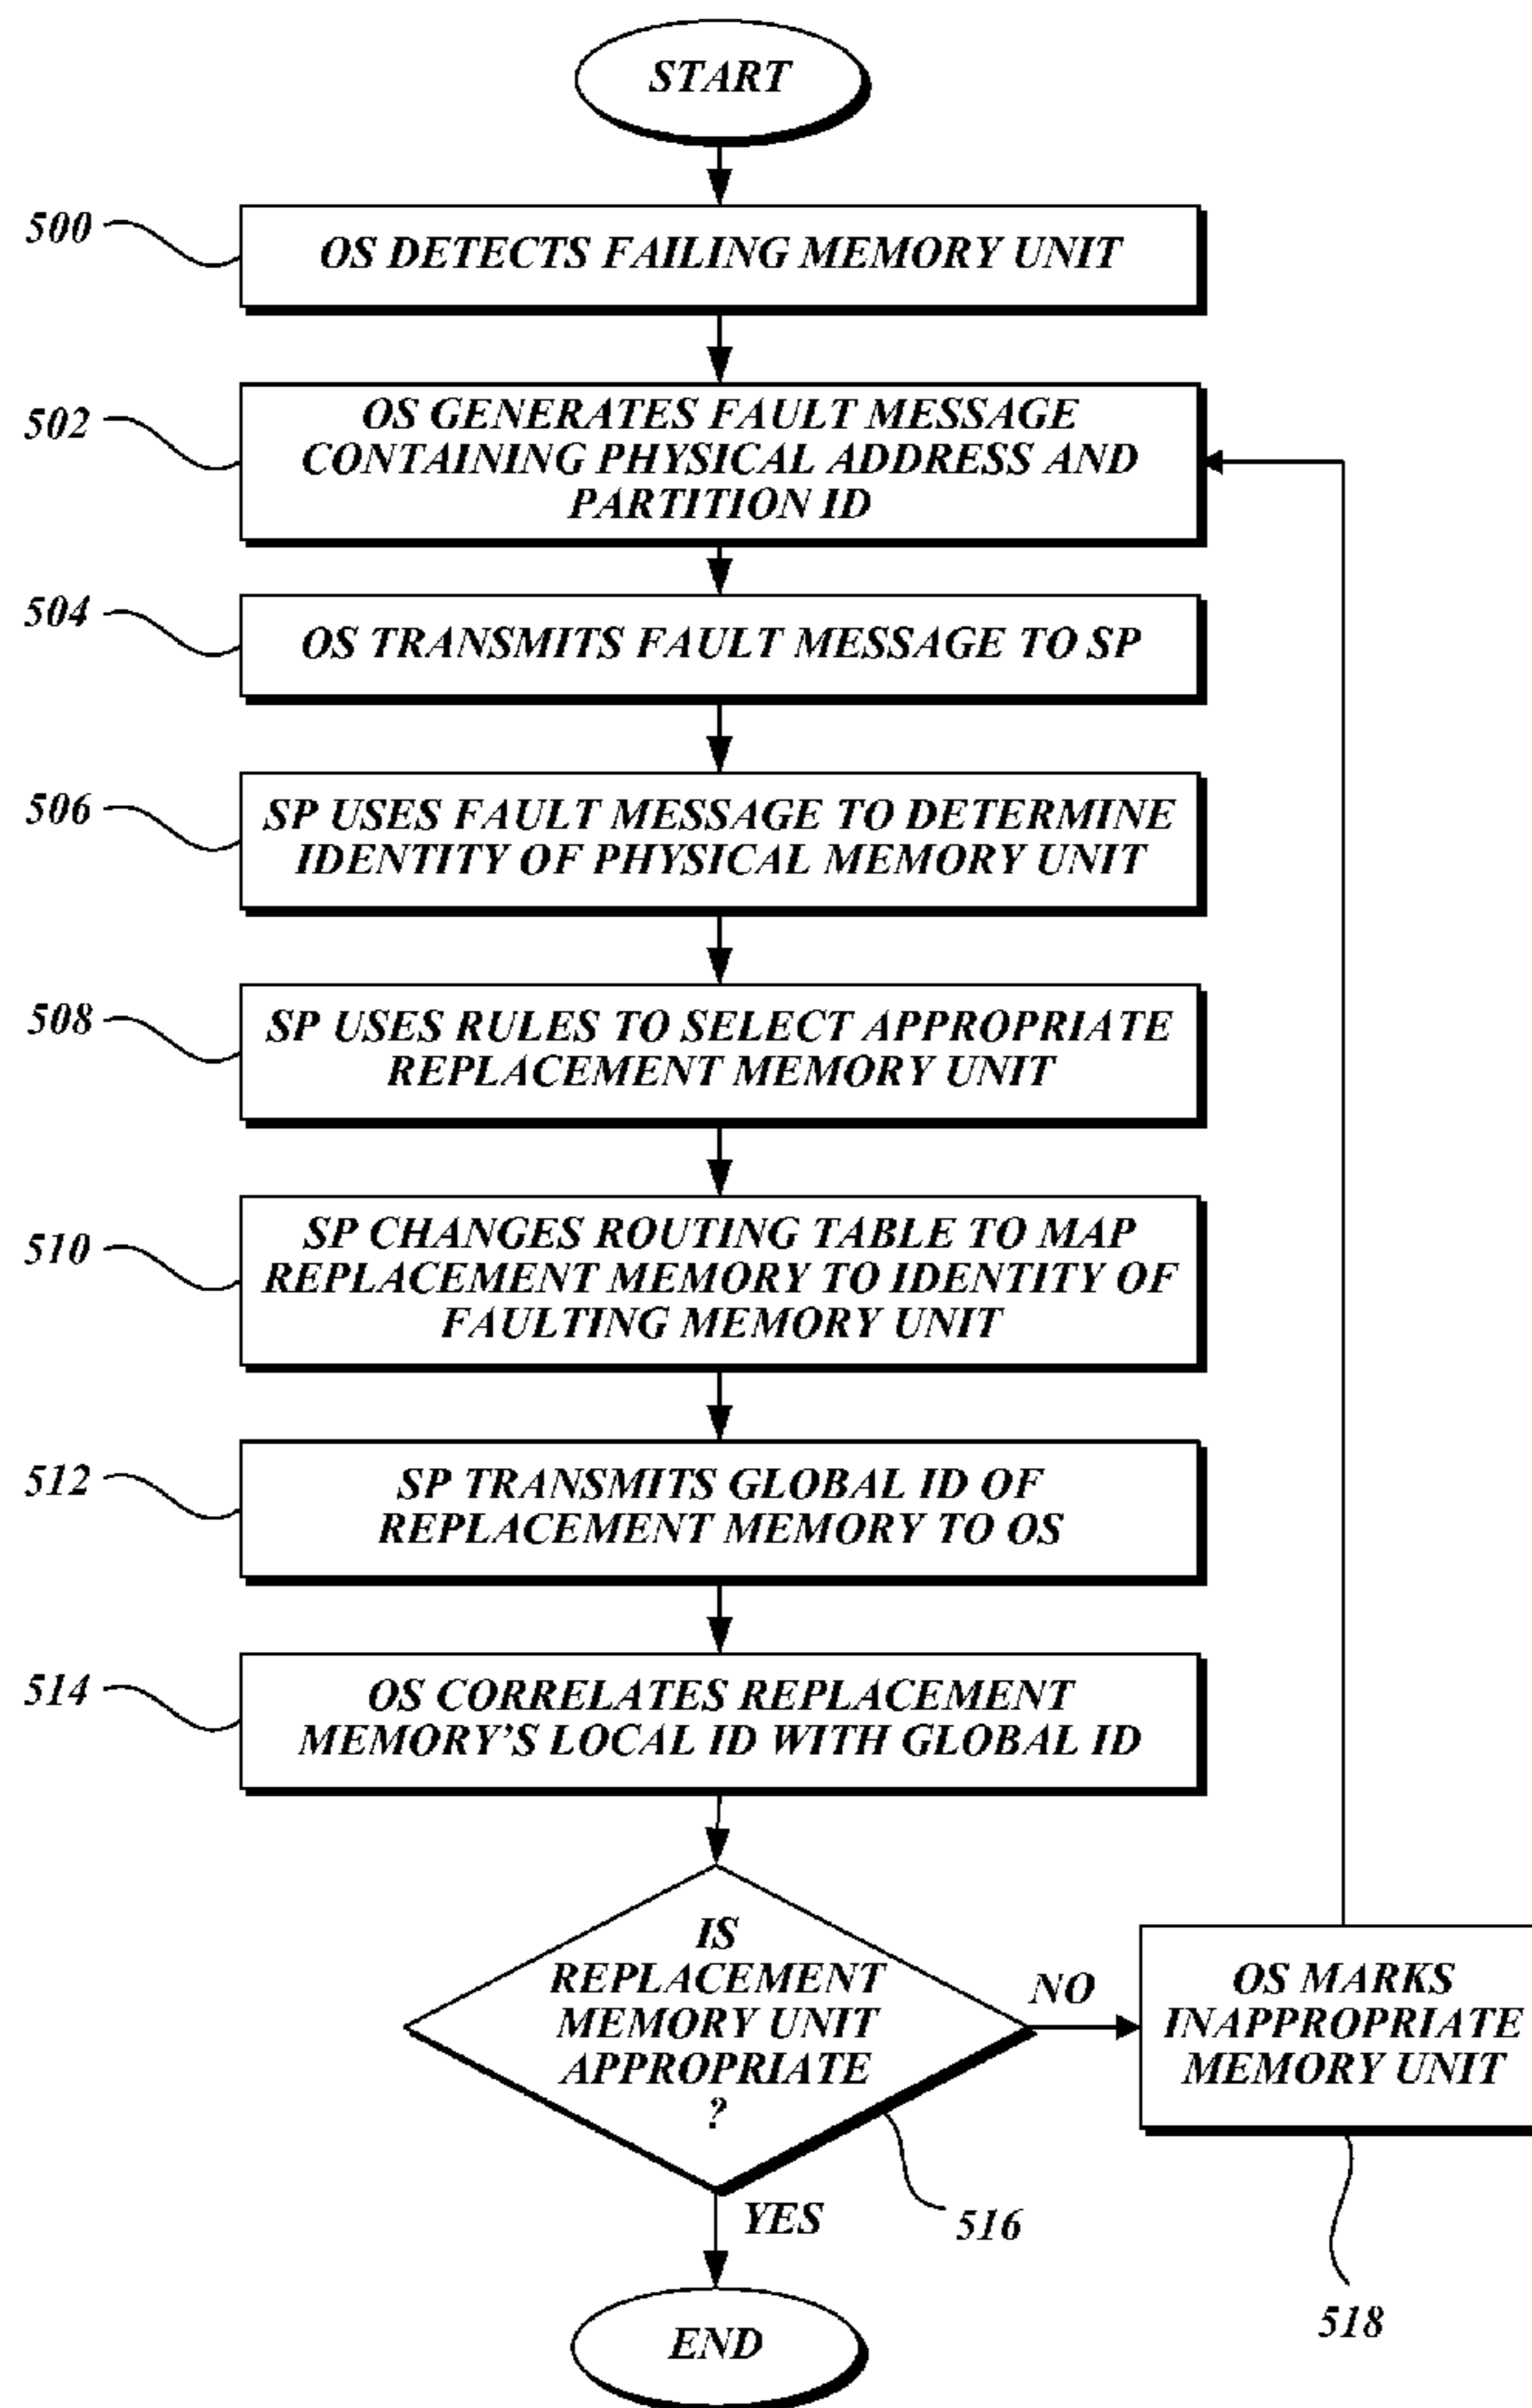 START
500
OS DETECTS FAILING MEMORY UNIT
502
OS GENERATES FAULT MESSAGE
CONTAINING PHYSICAL ADDRESS AND
PARTITION ID
504
OS TRANSMITS FAULT MESSAGE TO SP
506
SP USES FAULT MESSAGE TO DETERMINE
IDENTITY OF PHYSICAL MEMORY UNIT
508
SP USES RULES TO SELECT APPROPRIATE
REPLACEMENT MEMORY UNIT
510
SP CHANGES ROUTING TABLE TO MAP
REPLACEMENT MEMORY TO IDENTITY OF
FAULTING MEMORY UNIT
512
SP TRANSMITS GLOBAL ID OF
REPLACEMENT MEMORY TO OS
514
OS CORRELATES REPLACEMENT
MEMORY'S LOCAL ID WITH GLOBAL ID
IS
REPLACEMENT
MEMORY UNIT
APPROPRIATE
?
NO
OS MARKS
INAPPROPRIATE
MEMORY UNIT
YES
516
518
END